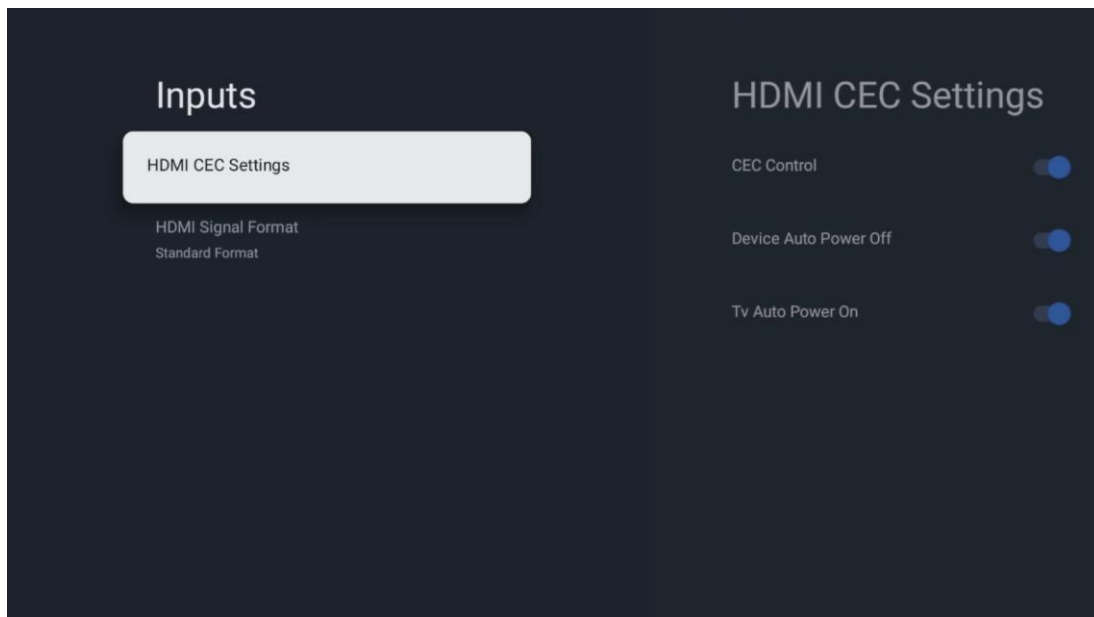 Inputs
HDMI CEC Settings
HDMI Signal Format
Standard Format
HDMI CEC Settings
CEC Control
Device Auto Power Off
Tv Auto Power On